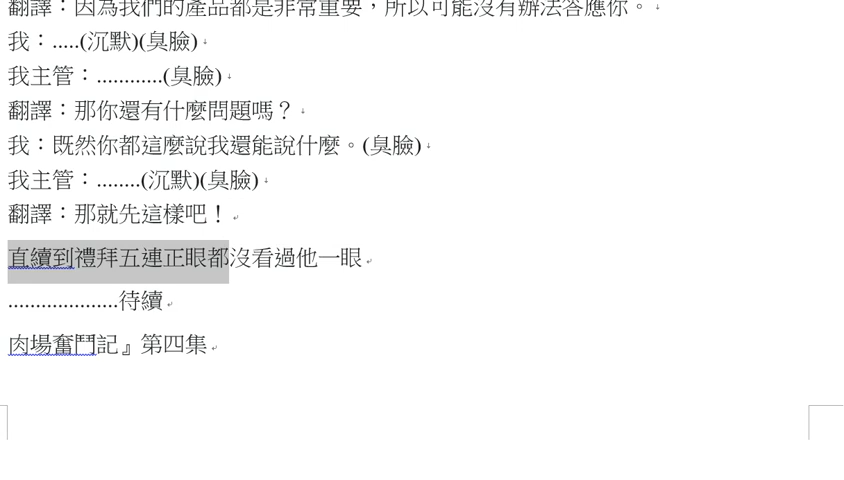 翻譯：因為我們的產品都是非常重要，所以可能沒有辦法答應你。
我：.....(沉默)(臭臉)
我主管：............(臭臉)
翻譯：那你還有什麼問題嗎？
我：既然你都這麼說我還能說什麼。(臭臉)
我主管：........(沉默)(臭臉)
翻譯：那就先這樣吧！
直續到禮拜五連正眼都沒看過他一眼
....................待續
肉場奮鬥記』第四集